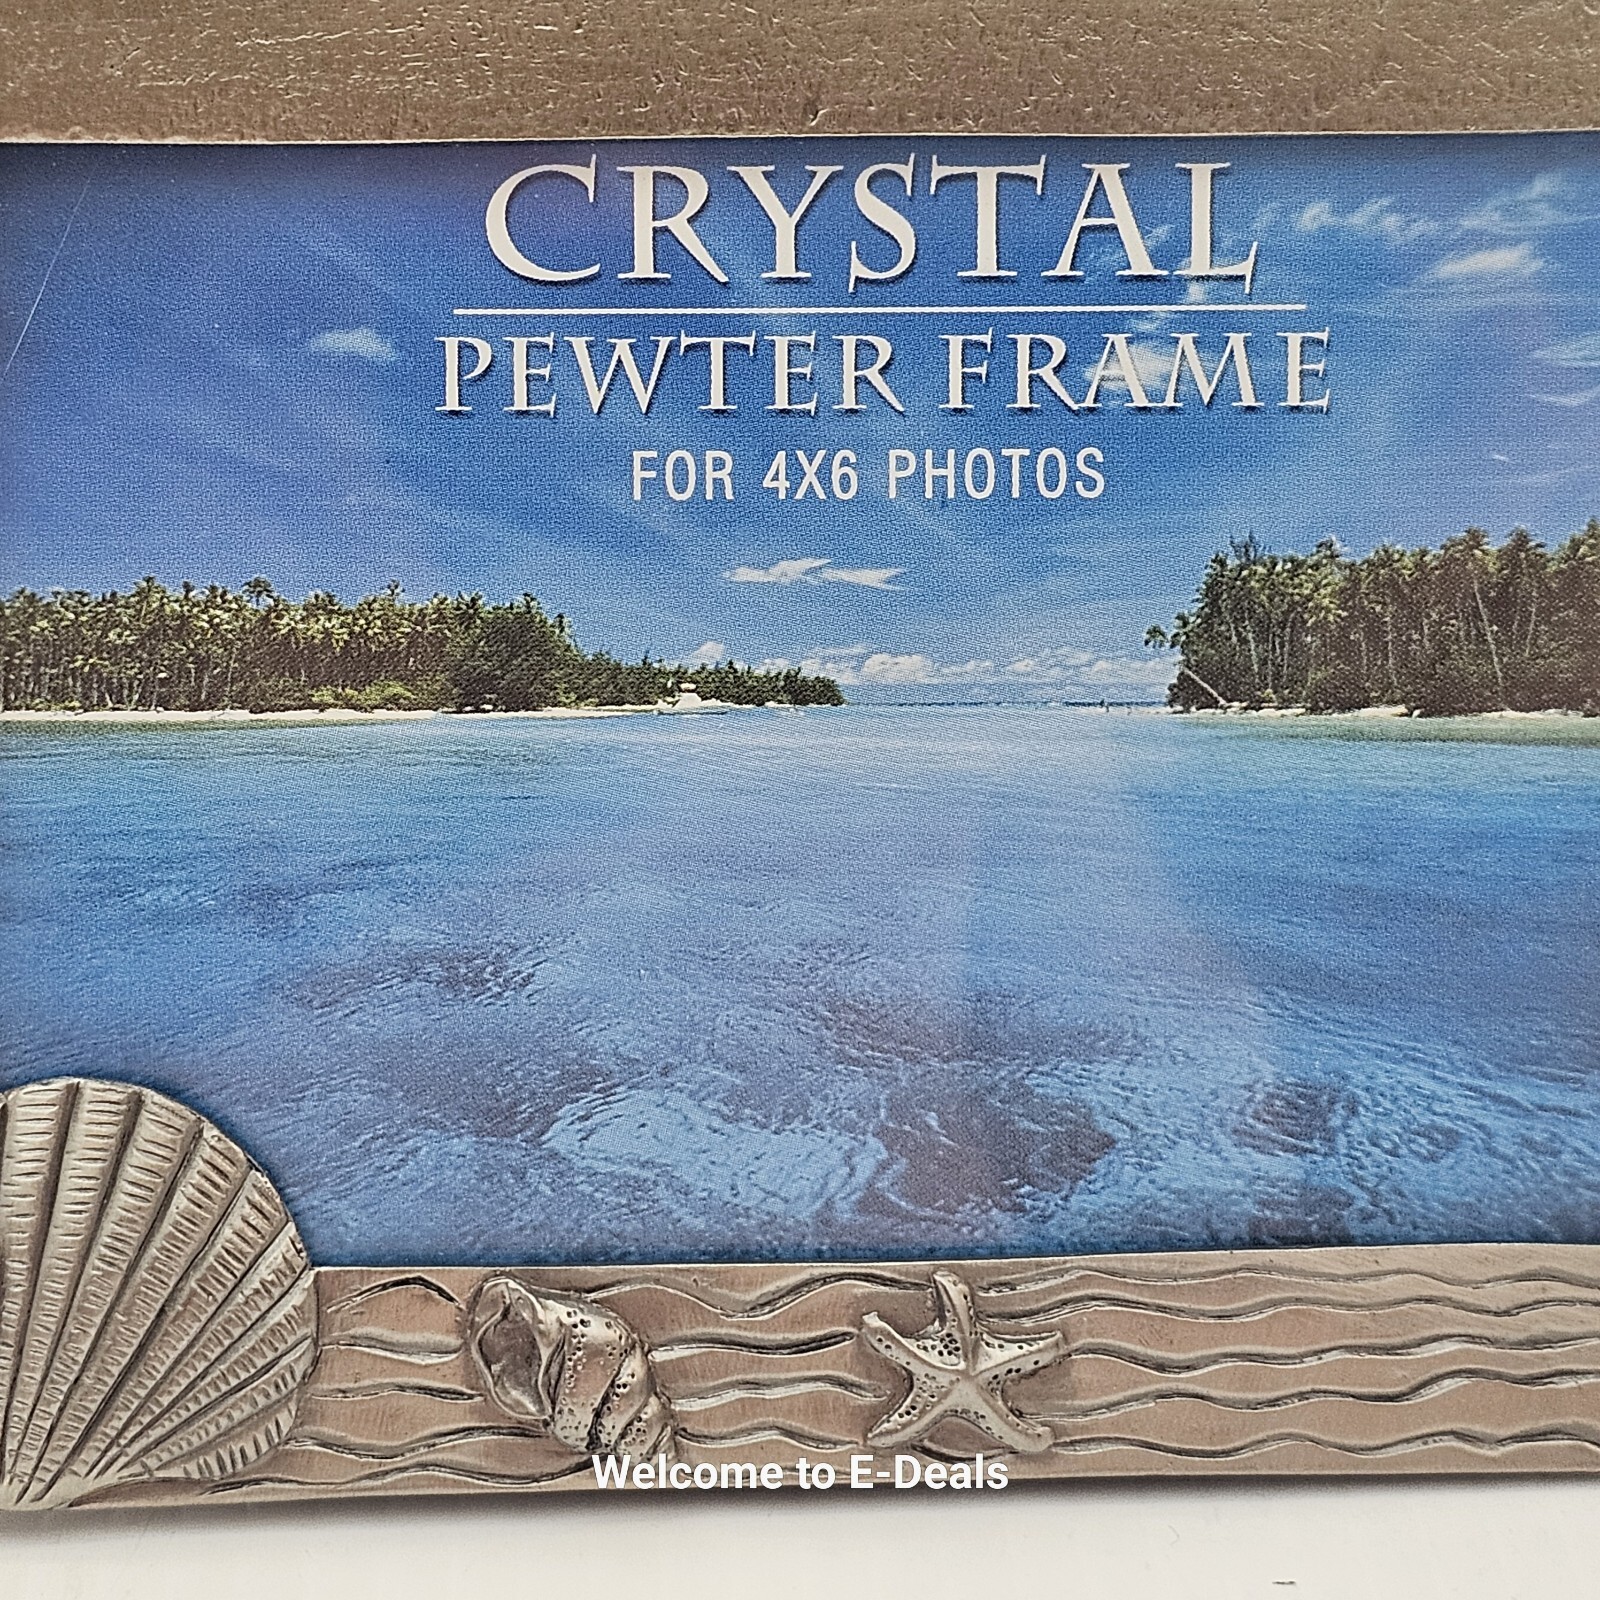 CRYSTAL
PEWTER FRAME
FOR 4X6 PHOTOS
Welcome to E-Deals